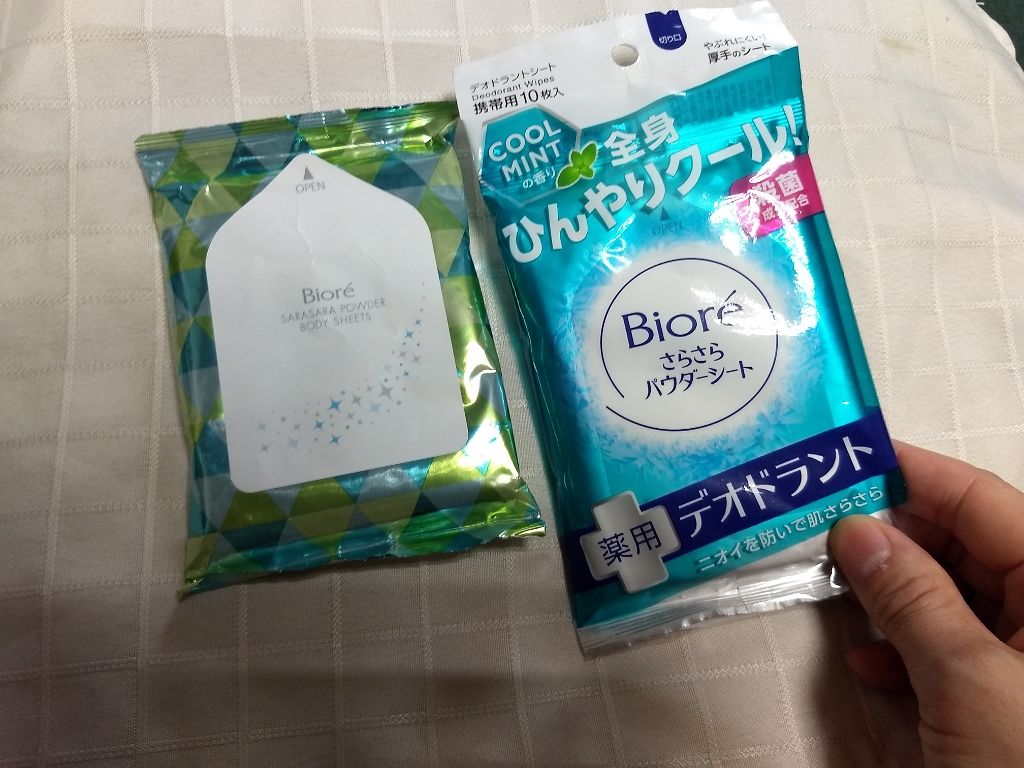 OPEN
Bioré
SARASARA POWDER
BODY SHEETS
切り口
やぶれにくい!
厚手のシート
デオドラントシート
Deodorant Wipes
携帯用10枚入
COOL
MINT
の香り
全身
ひんやりクール!
殺菌
成分配合
OPEN
Bioré
さらさら
パウダーシート
薬用
デオドラント
ニオイを防いで肌さらさら